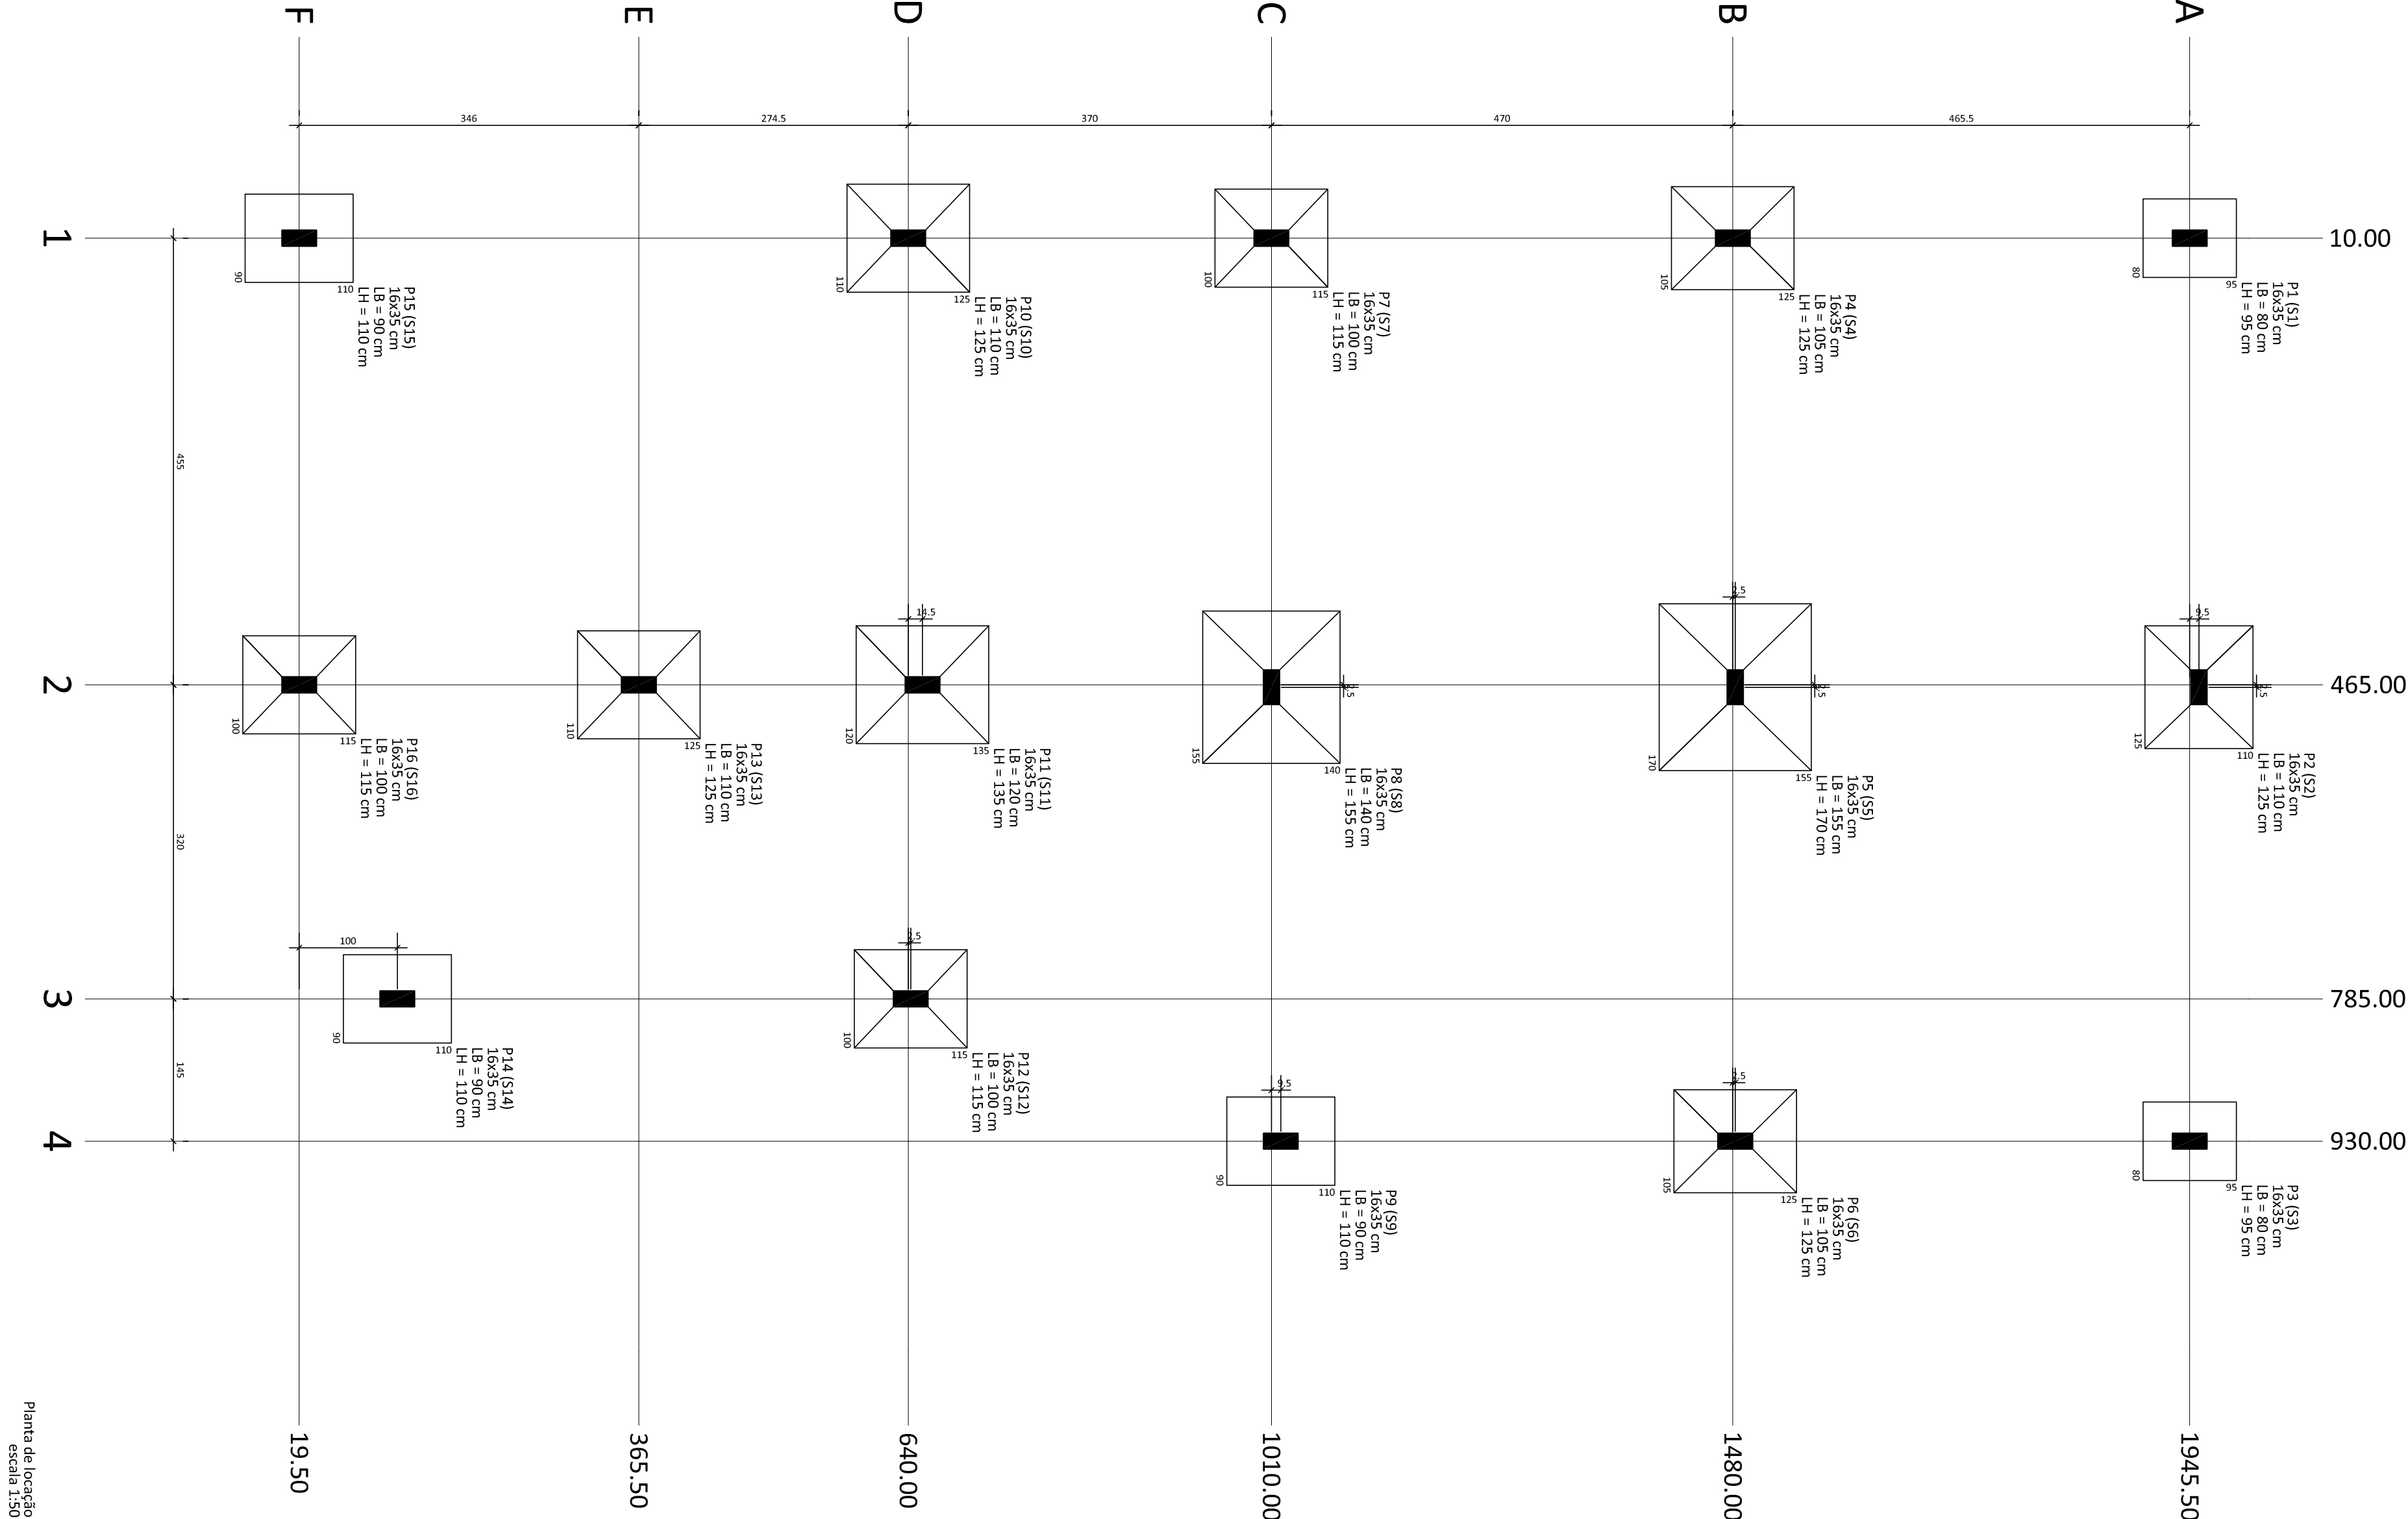 F
E
D
C
B
A
346
274.5
370
470
465.5
1
10.00
90
110
P15 (S15)
16x35 cm
LB = 90 cm
LH = 110 cm
110
125
P10 (S10)
16x35 cm
LB = 110 cm
LH = 125 cm
100
115
P7 (S7)
16x35 cm
LB = 100 cm
LH = 115 cm
105
125
P4 (S4)
16x35 cm
LB = 105 cm
LH = 125 cm
80
95
P1 (S1)
16x35 cm
LB = 80 cm
LH = 95 cm
455
2
465.00
100
115
P16 (S16)
16x35 cm
LB = 100 cm
LH = 115 cm
110
125
P13 (S13)
16x35 cm
LB = 110 cm
LH = 125 cm
14.5
120
135
P11 (S11)
16x35 cm
LB = 120 cm
LH = 135 cm
2.5
155
140
P8 (S8)
16x35 cm
LB = 140 cm
LH = 155 cm
2.5
2.5
170
155
P5 (S5)
16x35 cm
LB = 155 cm
LH = 170 cm
9.5
2.5
125
110
P2 (S2)
16x35 cm
LB = 110 cm
LH = 125 cm
320
3
785.00
100
90
110
P14 (S14)
16x35 cm
LB = 90 cm
LH = 110 cm
2.5
100
115
P12 (S12)
16x35 cm
LB = 100 cm
LH = 115 cm
145
4
930.00
9.5
90
110
P9 (S9)
16x35 cm
LB = 90 cm
LH = 110 cm
2.5
105
125
P6 (S6)
16x35 cm
LB = 105 cm
LH = 125 cm
80
95
P3 (S3)
16x35 cm
LB = 80 cm
LH = 95 cm
19.50
365.50
640.00
1010.00
1480.00
1945.50
Planta de locação
escala 1:50